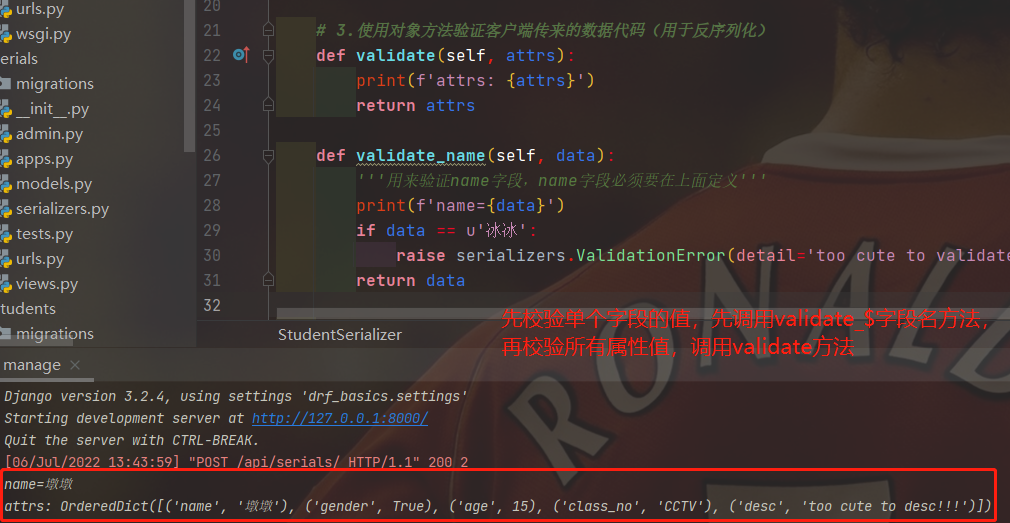 urls.py
wsgi.py
erials
migrations
__init__.py
admin.py
apps.py
models.py
serializers.py
tests.py
urls.py
views.py
tudents
migrations
20
21 # 3.使用对象方法验证客户端传来的数据代码（用于反序列化）
22 def validate(self, attrs):
23 print(f'attrs: {attrs}')
24 return attrs
25
26 def validate_name(self, data):
27 '''用来验证name字段，name字段必须要在上面定义'''
28 print(f'name={data}')
29 if data == u'冰冰':
30 raise serializers.ValidationError(detail='too cute to validate
31 return data
32
先校验单个字段的值，先调用validate_$字段名方法，
再校验所有属性值，调用validate方法
StudentSerializer
RONALD
manage
Django version 3.2.4, using settings 'drf_basics.settings'
Starting development server at http://127.0.0.1:8000/
Quit the server with CTRL-BREAK.
[06/Jul/2022 13:43:59] "POST /api/serials/ HTTP/1.1" 200 2
name=墩墩
attrs: OrderedDict([('name', '墩墩'), ('gender', True), ('age', 15), ('class_no', 'CCTV'), ('desc', 'too cute to desc!!!')])